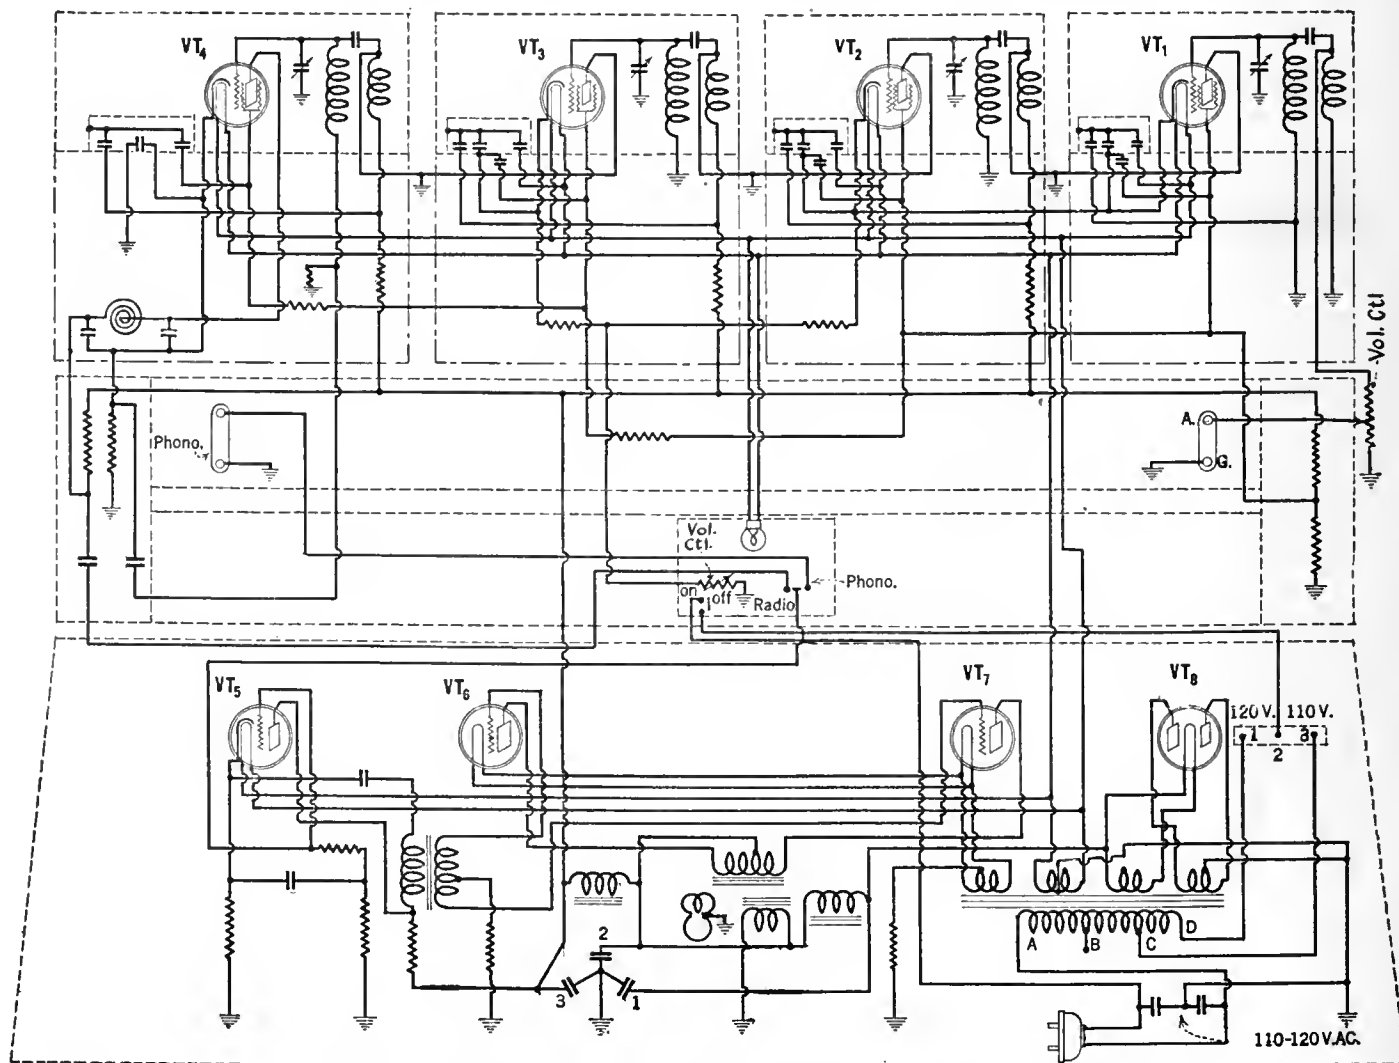 VT4
VT3
VT2
VT1
Vol. Ctl
Phono.
A.
G.
Vol.
Ctl.
on
off
Radio
Phono.
VT5
VT6
VT7
VT8
120 V. 110 V.
1
2
3
A
B
C
D
2
3
1
110-120 V.AC.